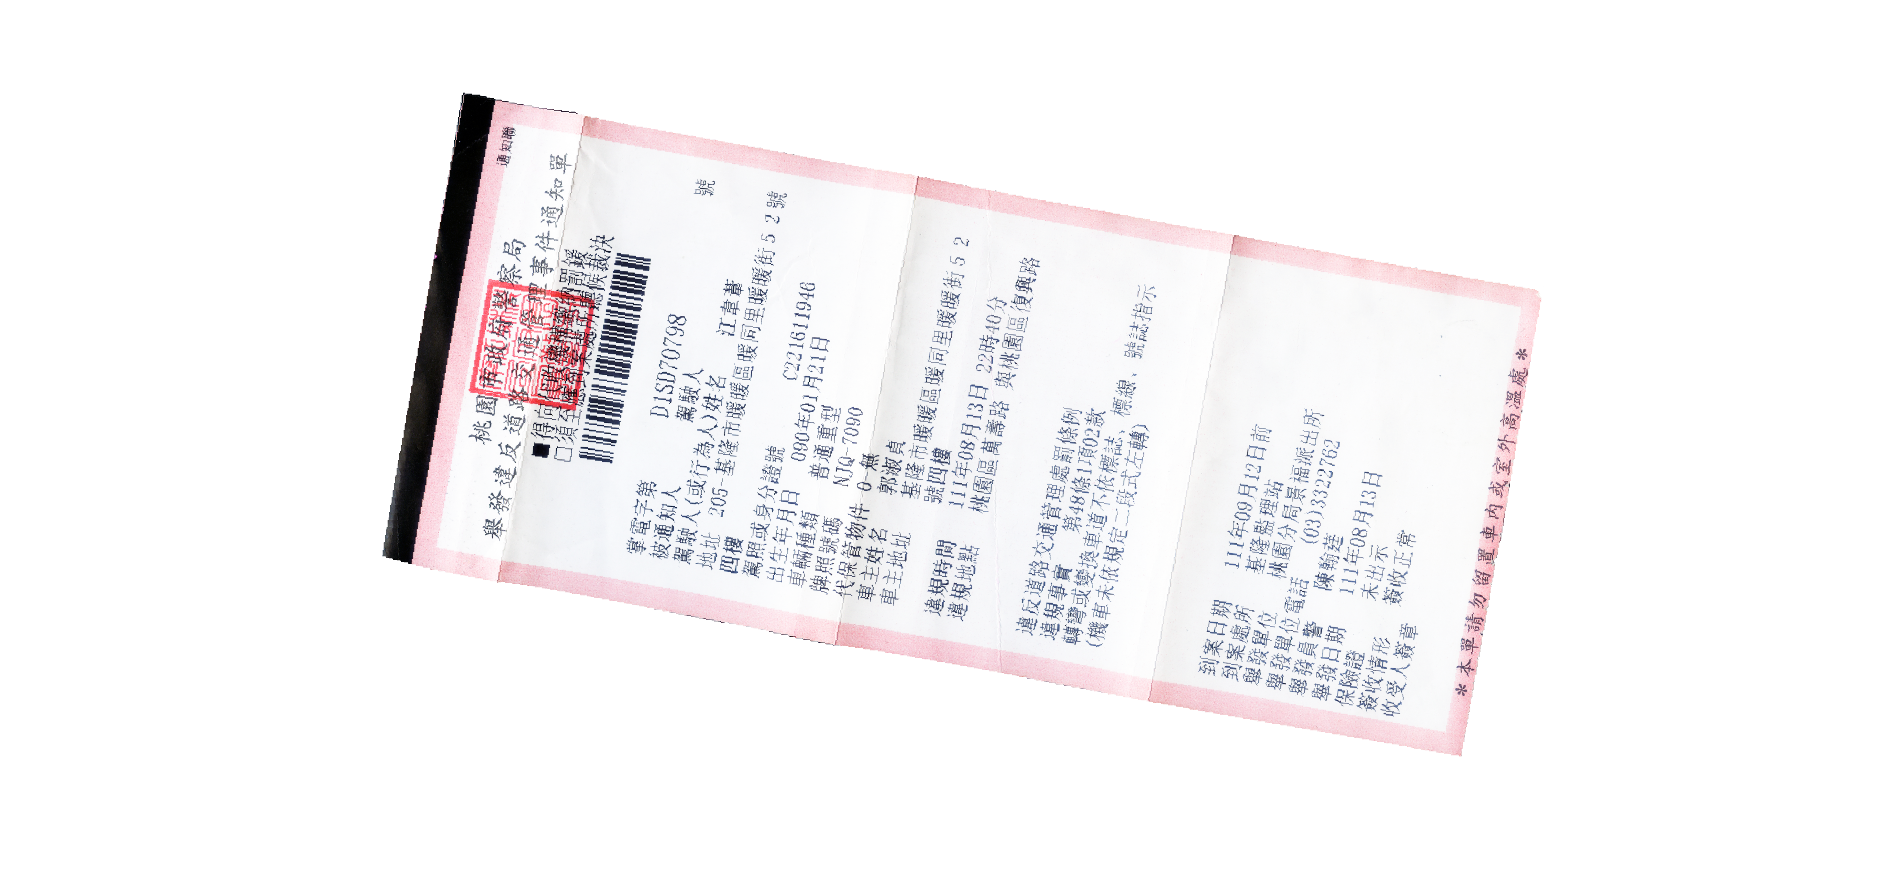 通知聯
桃園市政府警察局
舉發違反道路交通管理事件通知單
■得向
□須至
候裁決
掌電字第 D1SD70798 號
被通知人 駕駛人
駕駛人(或行為人)姓名 江韋葦
地址 205-基隆市暖暖區暖暖同里暖暖街52號
四樓
駕照或身分證號 C221611946
出生年月日 090年01月21日
車輛種類 普通重型
牌照號碼 NJQ-7090
代保管物件 0-無
車主姓名 郭淑貞
車主地址 基隆市暖暖區暖同里暖暖街52
號四樓
違規時間 111年08月13日 22時40分
違規地點 桃園區萬壽路 與桃園區復興路
違反道路交通管理處罰條例
違規事實 第48條1項02款
轉彎或變換車道不依標誌、標線、號誌指示
(機車未依規定二段式左轉)
到案日期 111年09月12日前
到案處所 基隆監理站
舉發單位 桃園分局景福派出所
舉發單位電話 (03)3322762
舉發員警 陳翰莛
舉發日期 111年08月13日
保險證 未出示
簽收情形 簽收正常
收受人簽章
*本單請勿留置車內或室外高溫處*